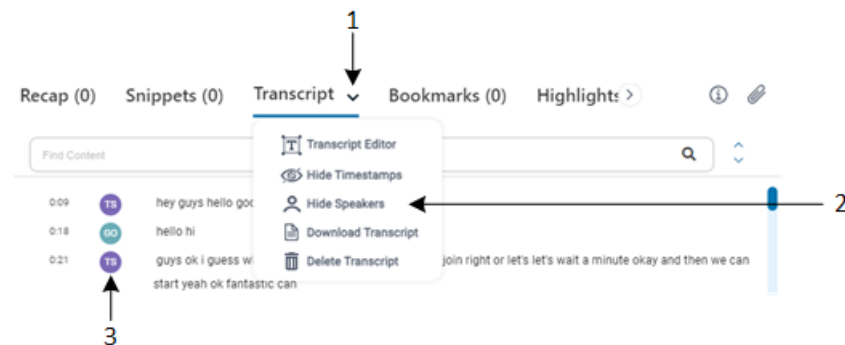 1
Recap (0) Snippets (0) Transcript Bookmarks (0) Highlights
Transcript Editor
Find Content
Hide Timestamps
0:09 TS hey guys hello goo Hide Speakers 2
0:18 GO hello hi Download Transcript
0:21 TS guys ok i guess w Delete Transcript join right or let's let's wait a minute okay and then we can
start yeah ok fantastic can
3